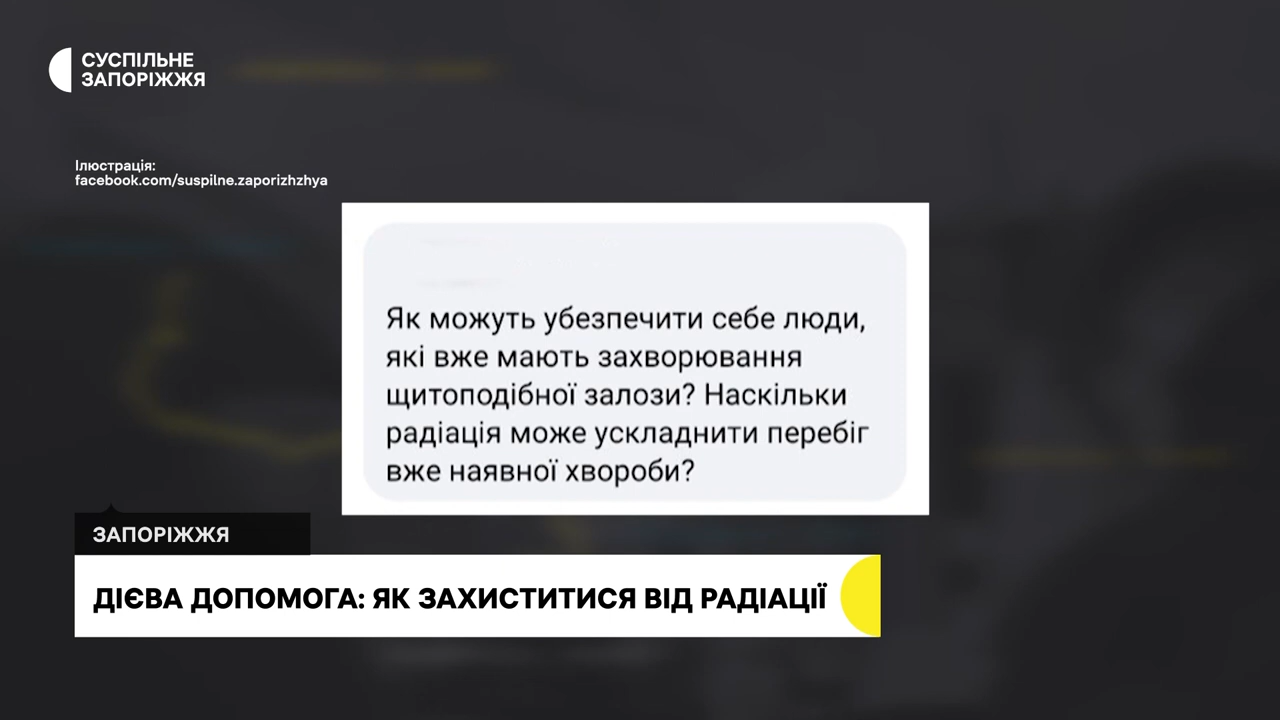 СУСПІЛЬНЕ
ЗАПОРІЖЖЯ
Ілюстрація:
facebook.com/suspilne.zaporizhzhya
Як можуть убезпечити себе люди,
які вже мають захворювання
щитоподібної залози? Наскільки
радіація може ускладнити перебіг
вже наявної хвороби?
ЗАПОРІЖЖЯ
ДІЄВА ДОПОМОГА: ЯК ЗАХИСТИТИСЯ ВІД РАДІАЦІЇ